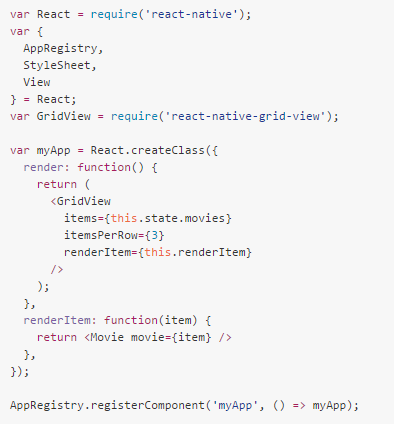 var React = require('react-native');
var {
  AppRegistry,
  StyleSheet,
  View
} = React;
var GridView = require('react-native-grid-view');

var myApp = React.createClass({
  render: function() {
    return (
      <GridView
        items={this.state.movies}
        itemsPerRow={3}
        renderItem={this.renderItem}
      />
    );
  },
  renderItem: function(item) {
    return <Movie movie={item} />
  },
});

AppRegistry.registerComponent('myApp', () => myApp);